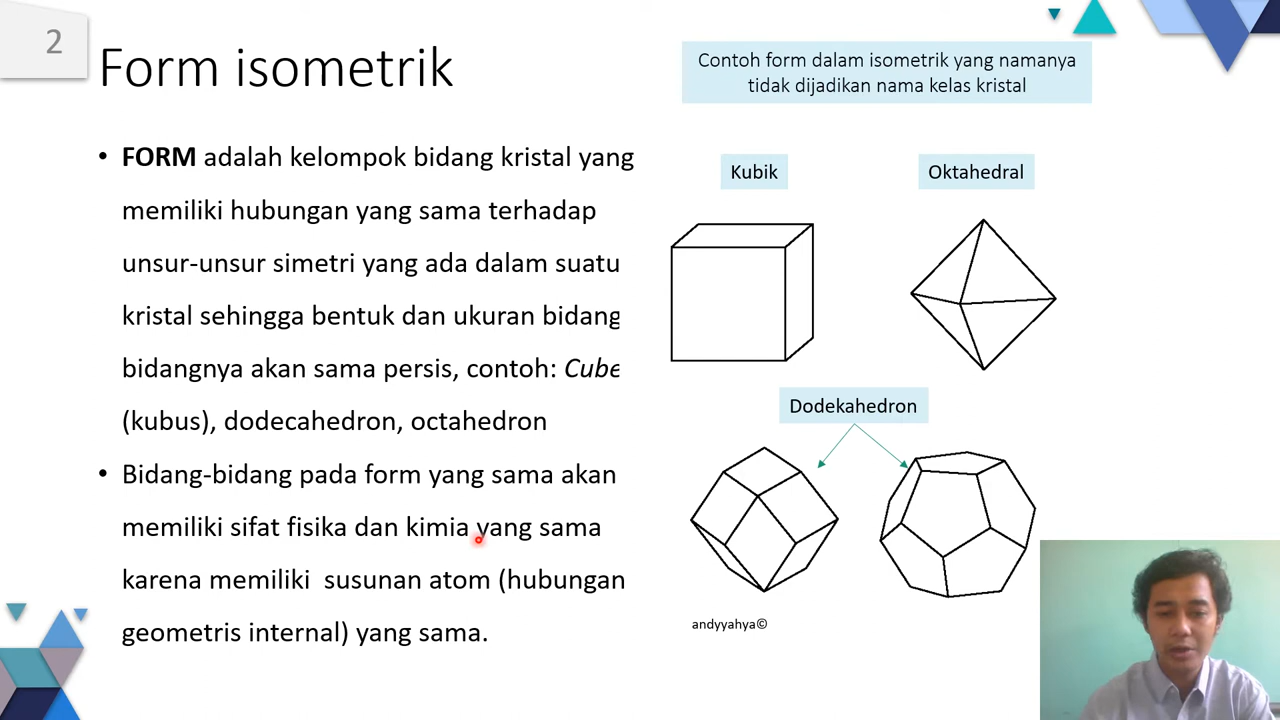 2
Form isometrik
Contoh form dalam isometrik yang namanya
tidak dijadikan nama kelas kristal
• FORM adalah kelompok bidang kristal yang
memiliki hubungan yang sama terhadap
unsur-unsur simetri yang ada dalam suatu
kristal sehingga bentuk dan ukuran bidang
bidangnya akan sama persis, contoh: Cube
(kubus), dodecahedron, octahedron
• Bidang-bidang pada form yang sama akan
memiliki sifat fisika dan kimia yang sama
karena memiliki susunan atom (hubungan
geometris internal) yang sama.
Kubik
Oktahedral
Dodekahedron
andyyahya©